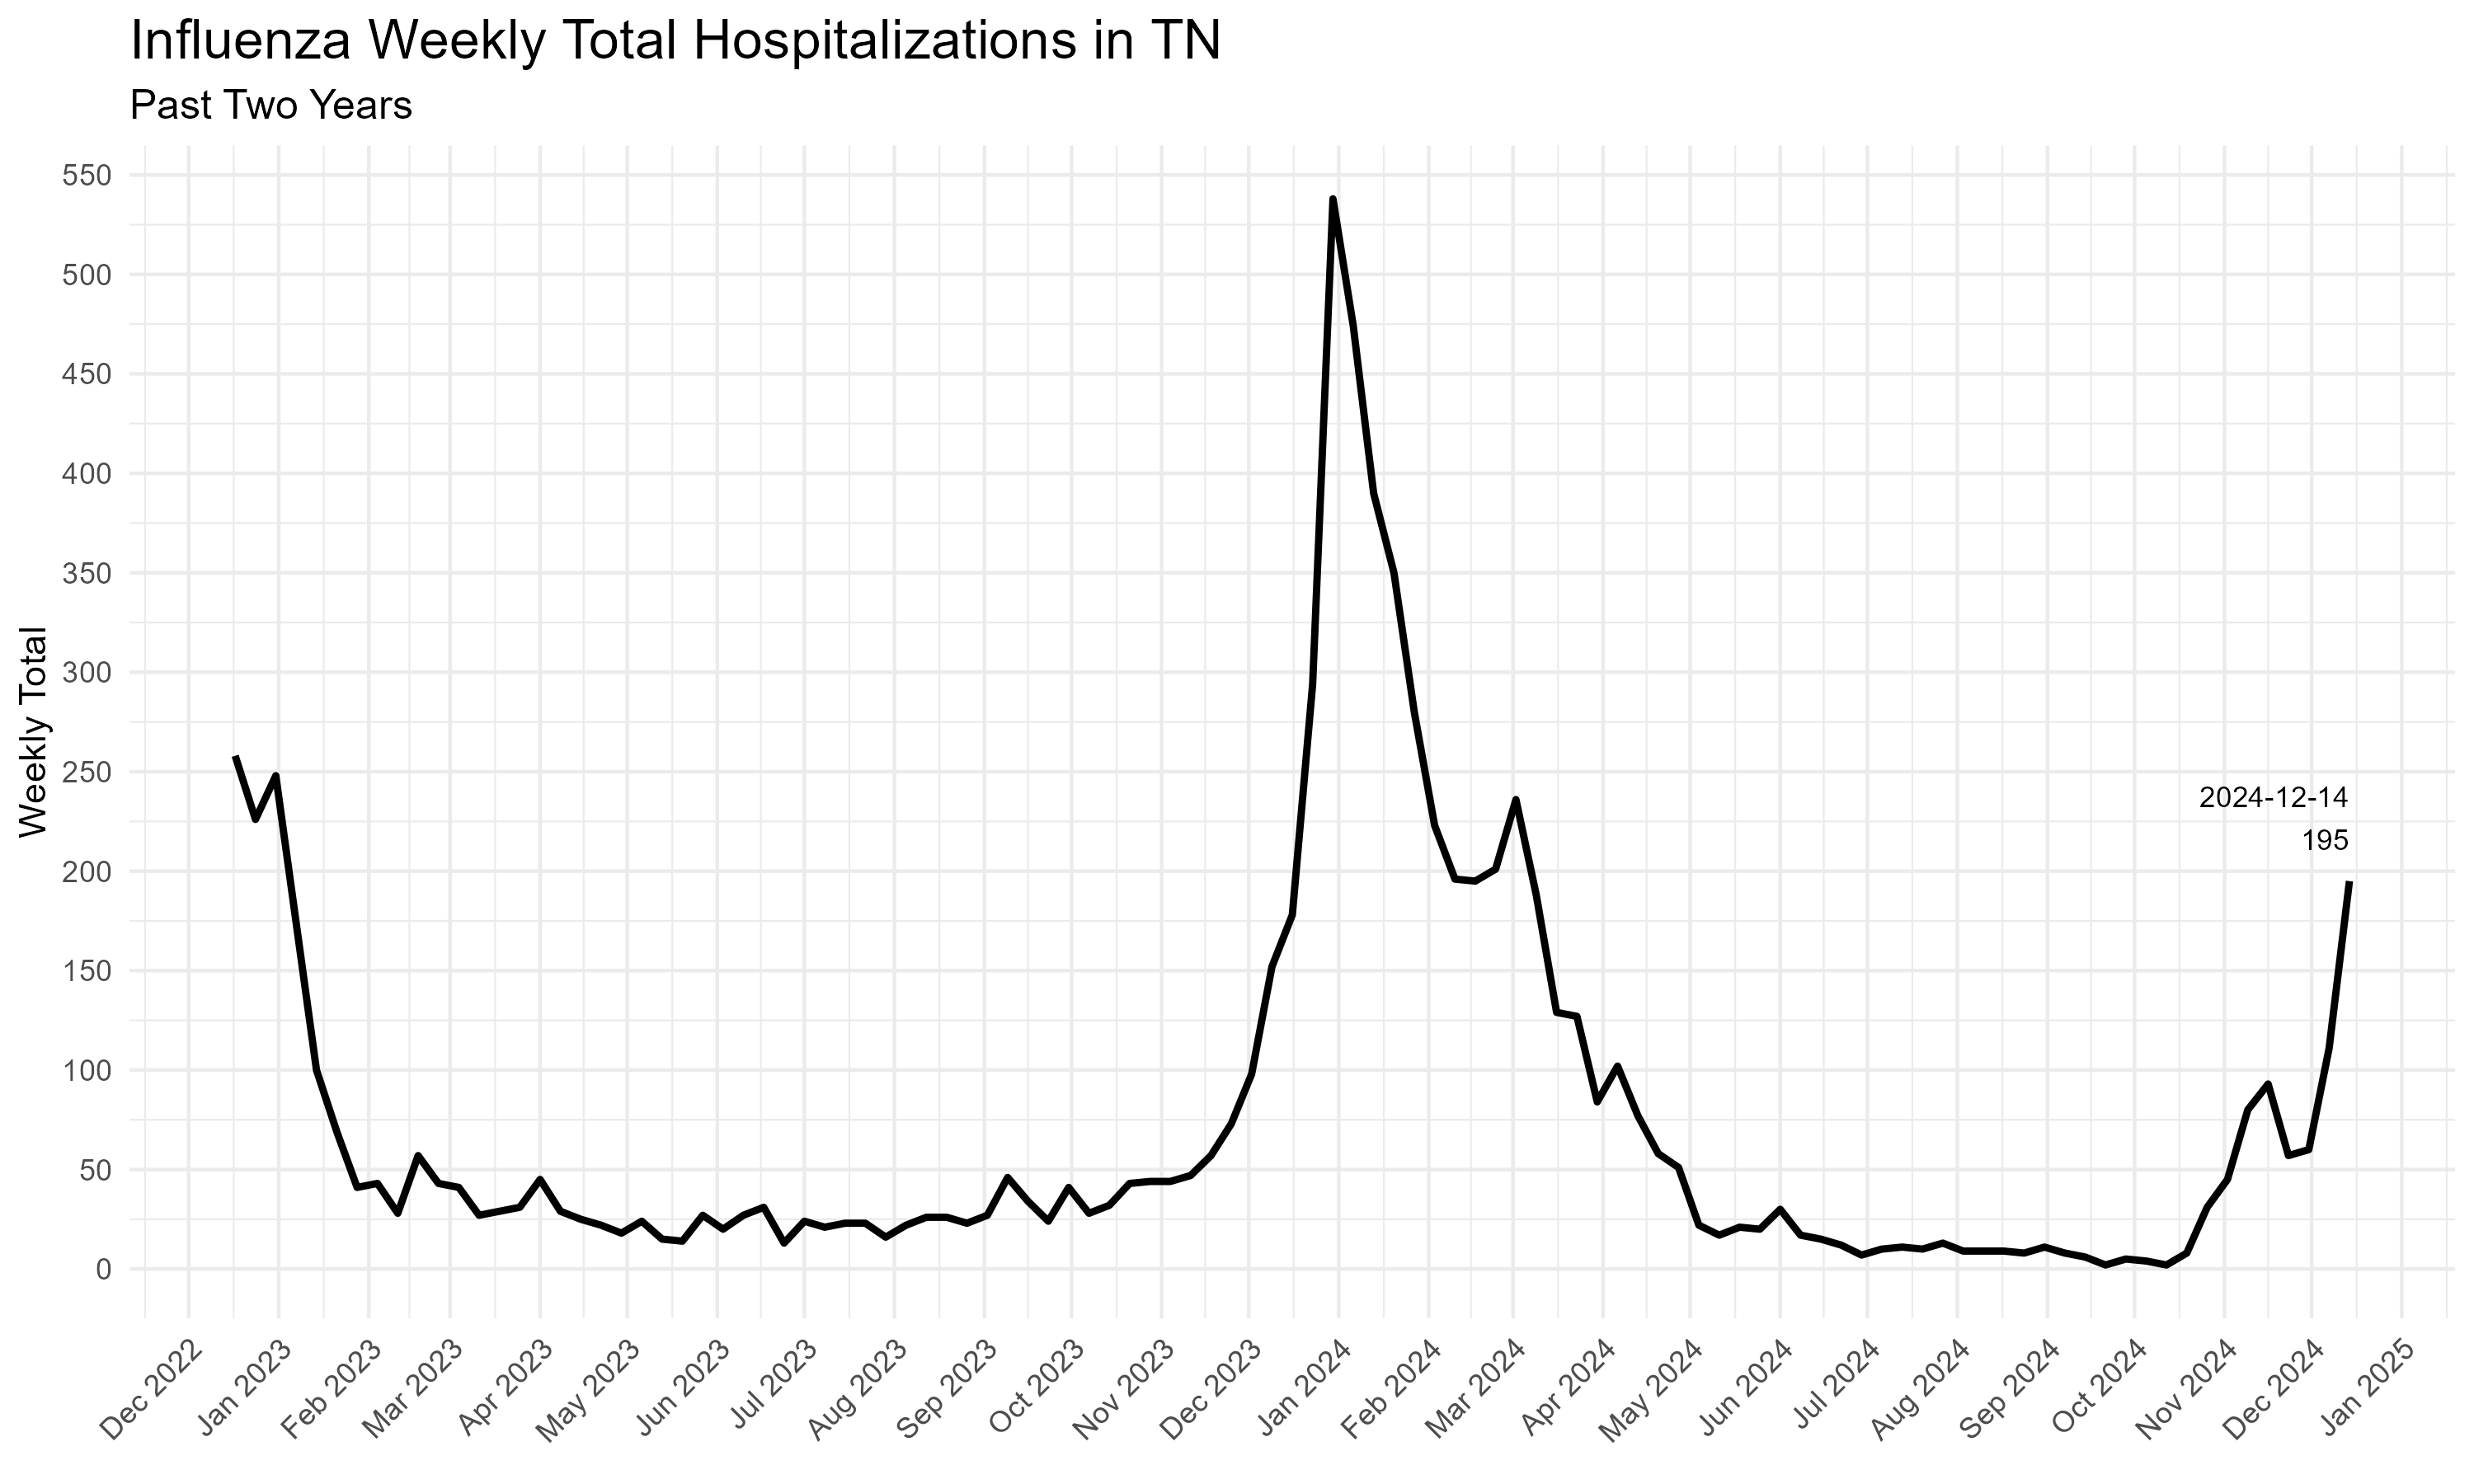 Influenza Weekly Total Hospitalizations in TN
Past Two Years
Weekly Total
550
500
450
400
350
300
250
200
150
100
50
0
2024-12-14
195
Dec 2022
Jan 2023
Feb 2023
Mar 2023
Apr 2023
May 2023
Jun 2023
Jul 2023
Aug 2023
Sep 2023
Oct 2023
Nov 2023
Dec 2023
Jan 2024
Feb 2024
Mar 2024
Apr 2024
May 2024
Jun 2024
Jul 2024
Aug 2024
Sep 2024
Oct 2024
Nov 2024
Dec 2024
Jan 2025